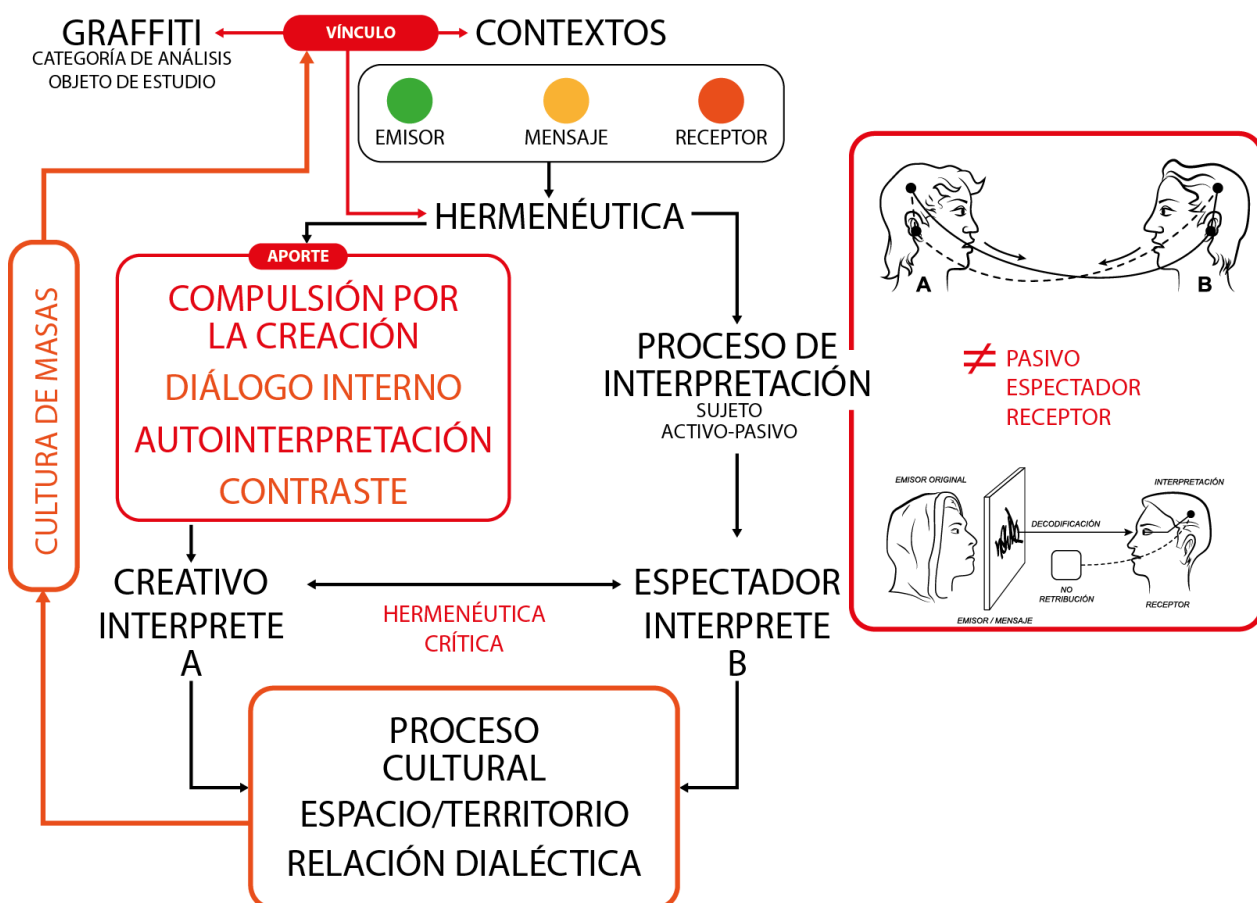 GRAFFITI
CATEGORÍA DE ANÁLISIS
OBJETO DE ESTUDIO
VÍNCULO
CONTEXTOS
EMISOR
MENSAJE
RECEPTOR
HERMENÉUTICA
APORTE
COMPULSIÓN POR
LA CREACIÓN
DIÁLOGO INTERNO
AUTOINTERPRETACIÓN
CONTRASTE
PROCESO DE
INTERPRETACIÓN
SUJETO
ACTIVO-PASIVO
A
B
≠ PASIVO
ESPECTADOR
RECEPTOR
EMISOR ORIGINAL
INTERPRETACIÓN
DECODIFICACIÓN
NO
RETRIBUCIÓN
RECEPTOR
EMISOR / MENSAJE
CULTURA DE MASAS
CREATIVO
INTERPRETE
A
HERMENÉUTICA
CRÍTICA
ESPECTADOR
INTERPRETE
B
PROCESO
CULTURAL
ESPACIO/TERRITORIO
RELACIÓN DIALÉCTICA